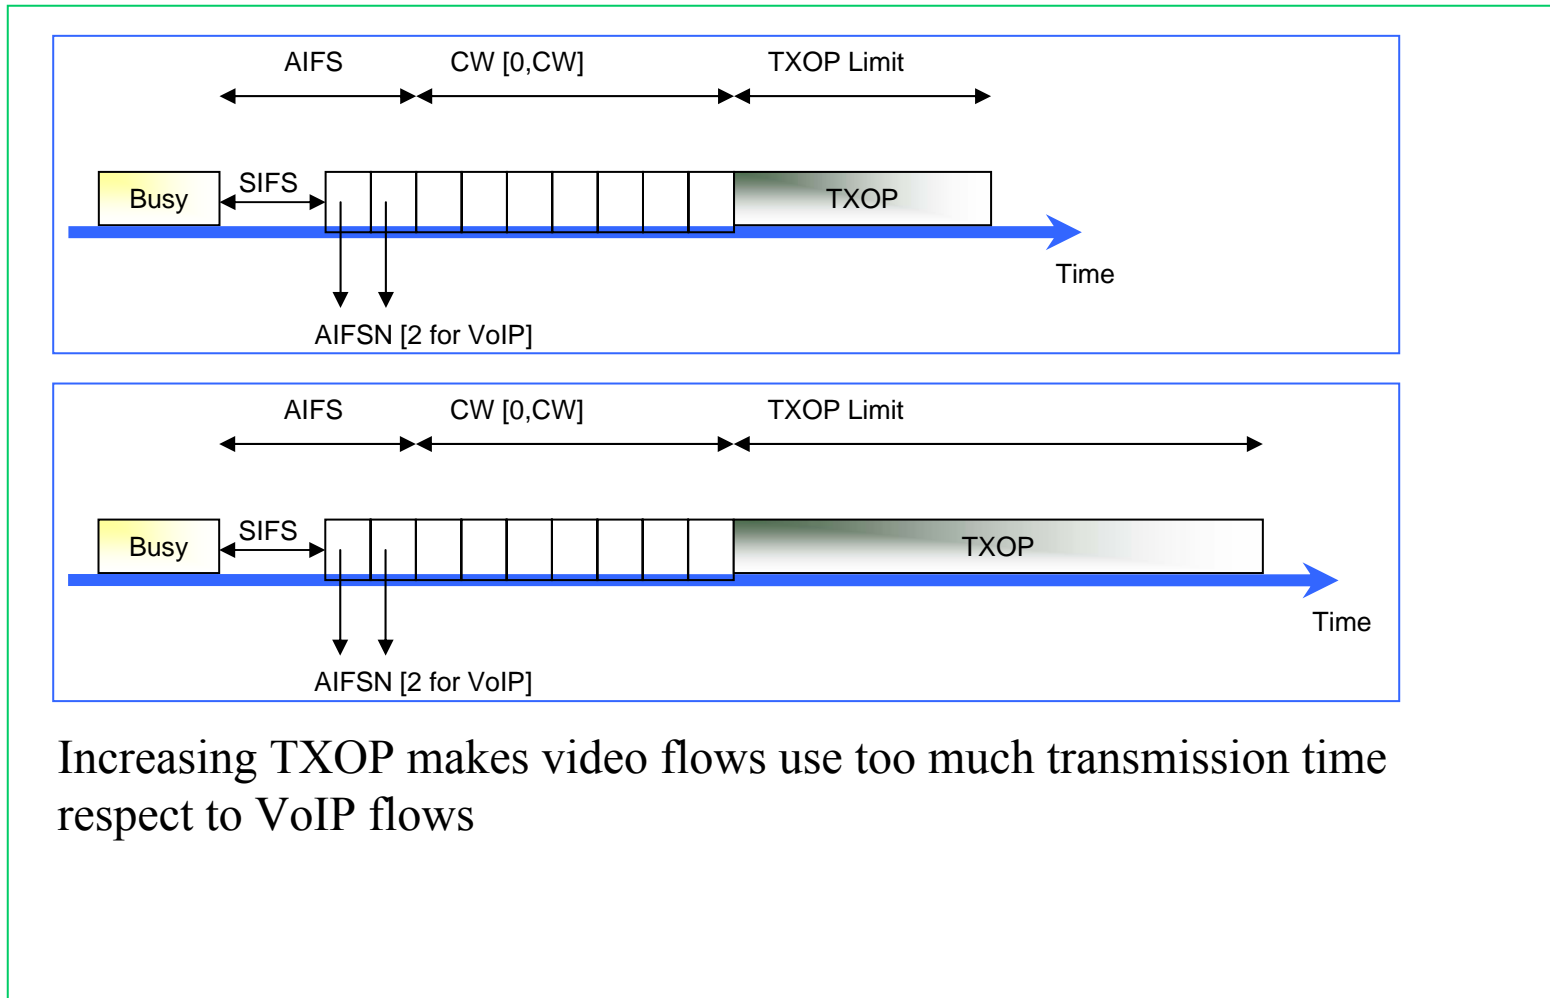 AIFS CW [0,CW] TXOP Limit
SIFS
Busy TXOP
Time
AIFSN [2 for VoIP]
AIFS CW [0,CW] TXOP Limit
SIFS
Busy TXOP
Time
AIFSN [2 for VoIP]
Increasing TXOP makes video flows use too much transmission time
respect to VoIP flows